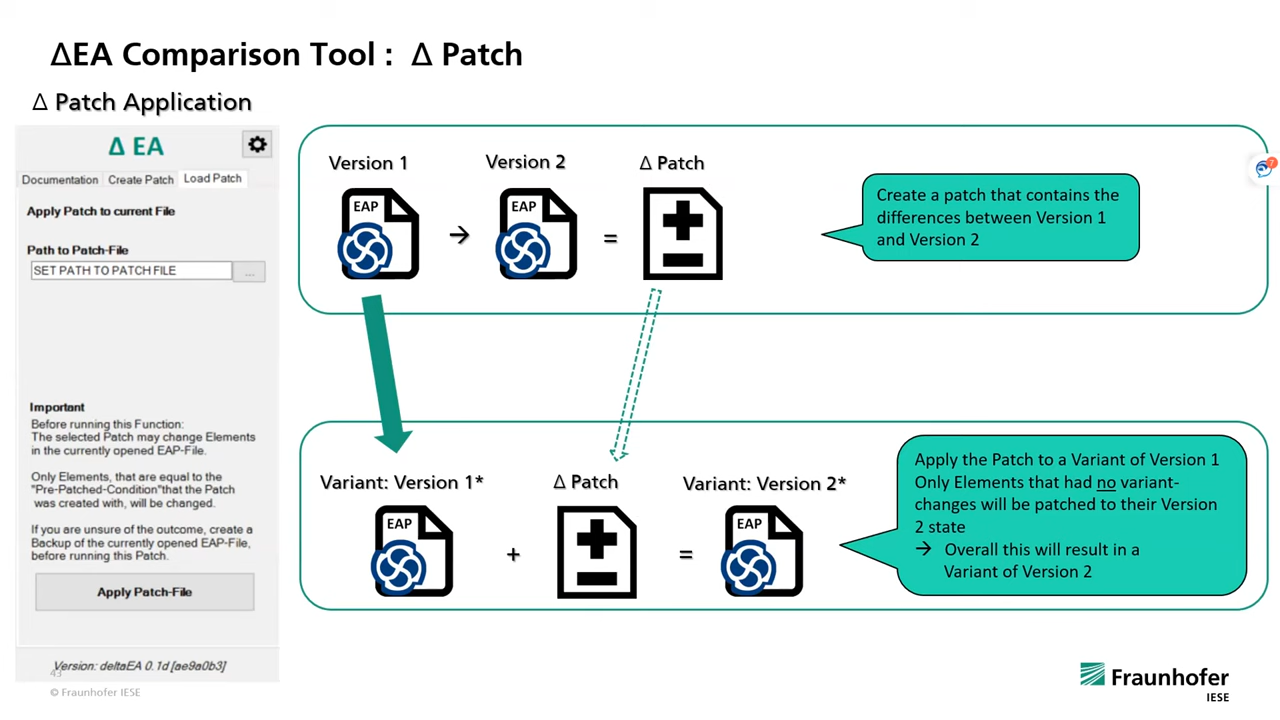 ΔEA Comparison Tool : Δ Patch
Δ Patch Application
Δ EA
Documentation
Create Patch
Load Patch
Apply Patch to current File
Path to Patch-File
SET PATH TO PATCH FILE
...
Important
Before running this Function:
The selected Patch may change Elements
in the currently opened EAP-File.
Only Elements, that are equal to the
"Pre-Patched-Condition"that the Patch
was created with, will be changed.
If you are unsure of the outcome, create a
Backup of the currently opened EAP-File,
before running this Patch.
Apply Patch-File
Version: deltaEA 0.1d [ae9a0b3]
43
© Fraunhofer IESE
Version 1
Version 2
Δ Patch
EAP
→
EAP
=
Create a patch that contains the
differences between Version 1
and Version 2
7
Variant: Version 1*
Δ Patch
Variant: Version 2*
EAP
+
=
EAP
Apply the Patch to a Variant of Version 1
Only Elements that had no variant-
changes will be patched to their Version
2 state
→ Overall this will result in a
Variant of Version 2
Fraunhofer
IESE